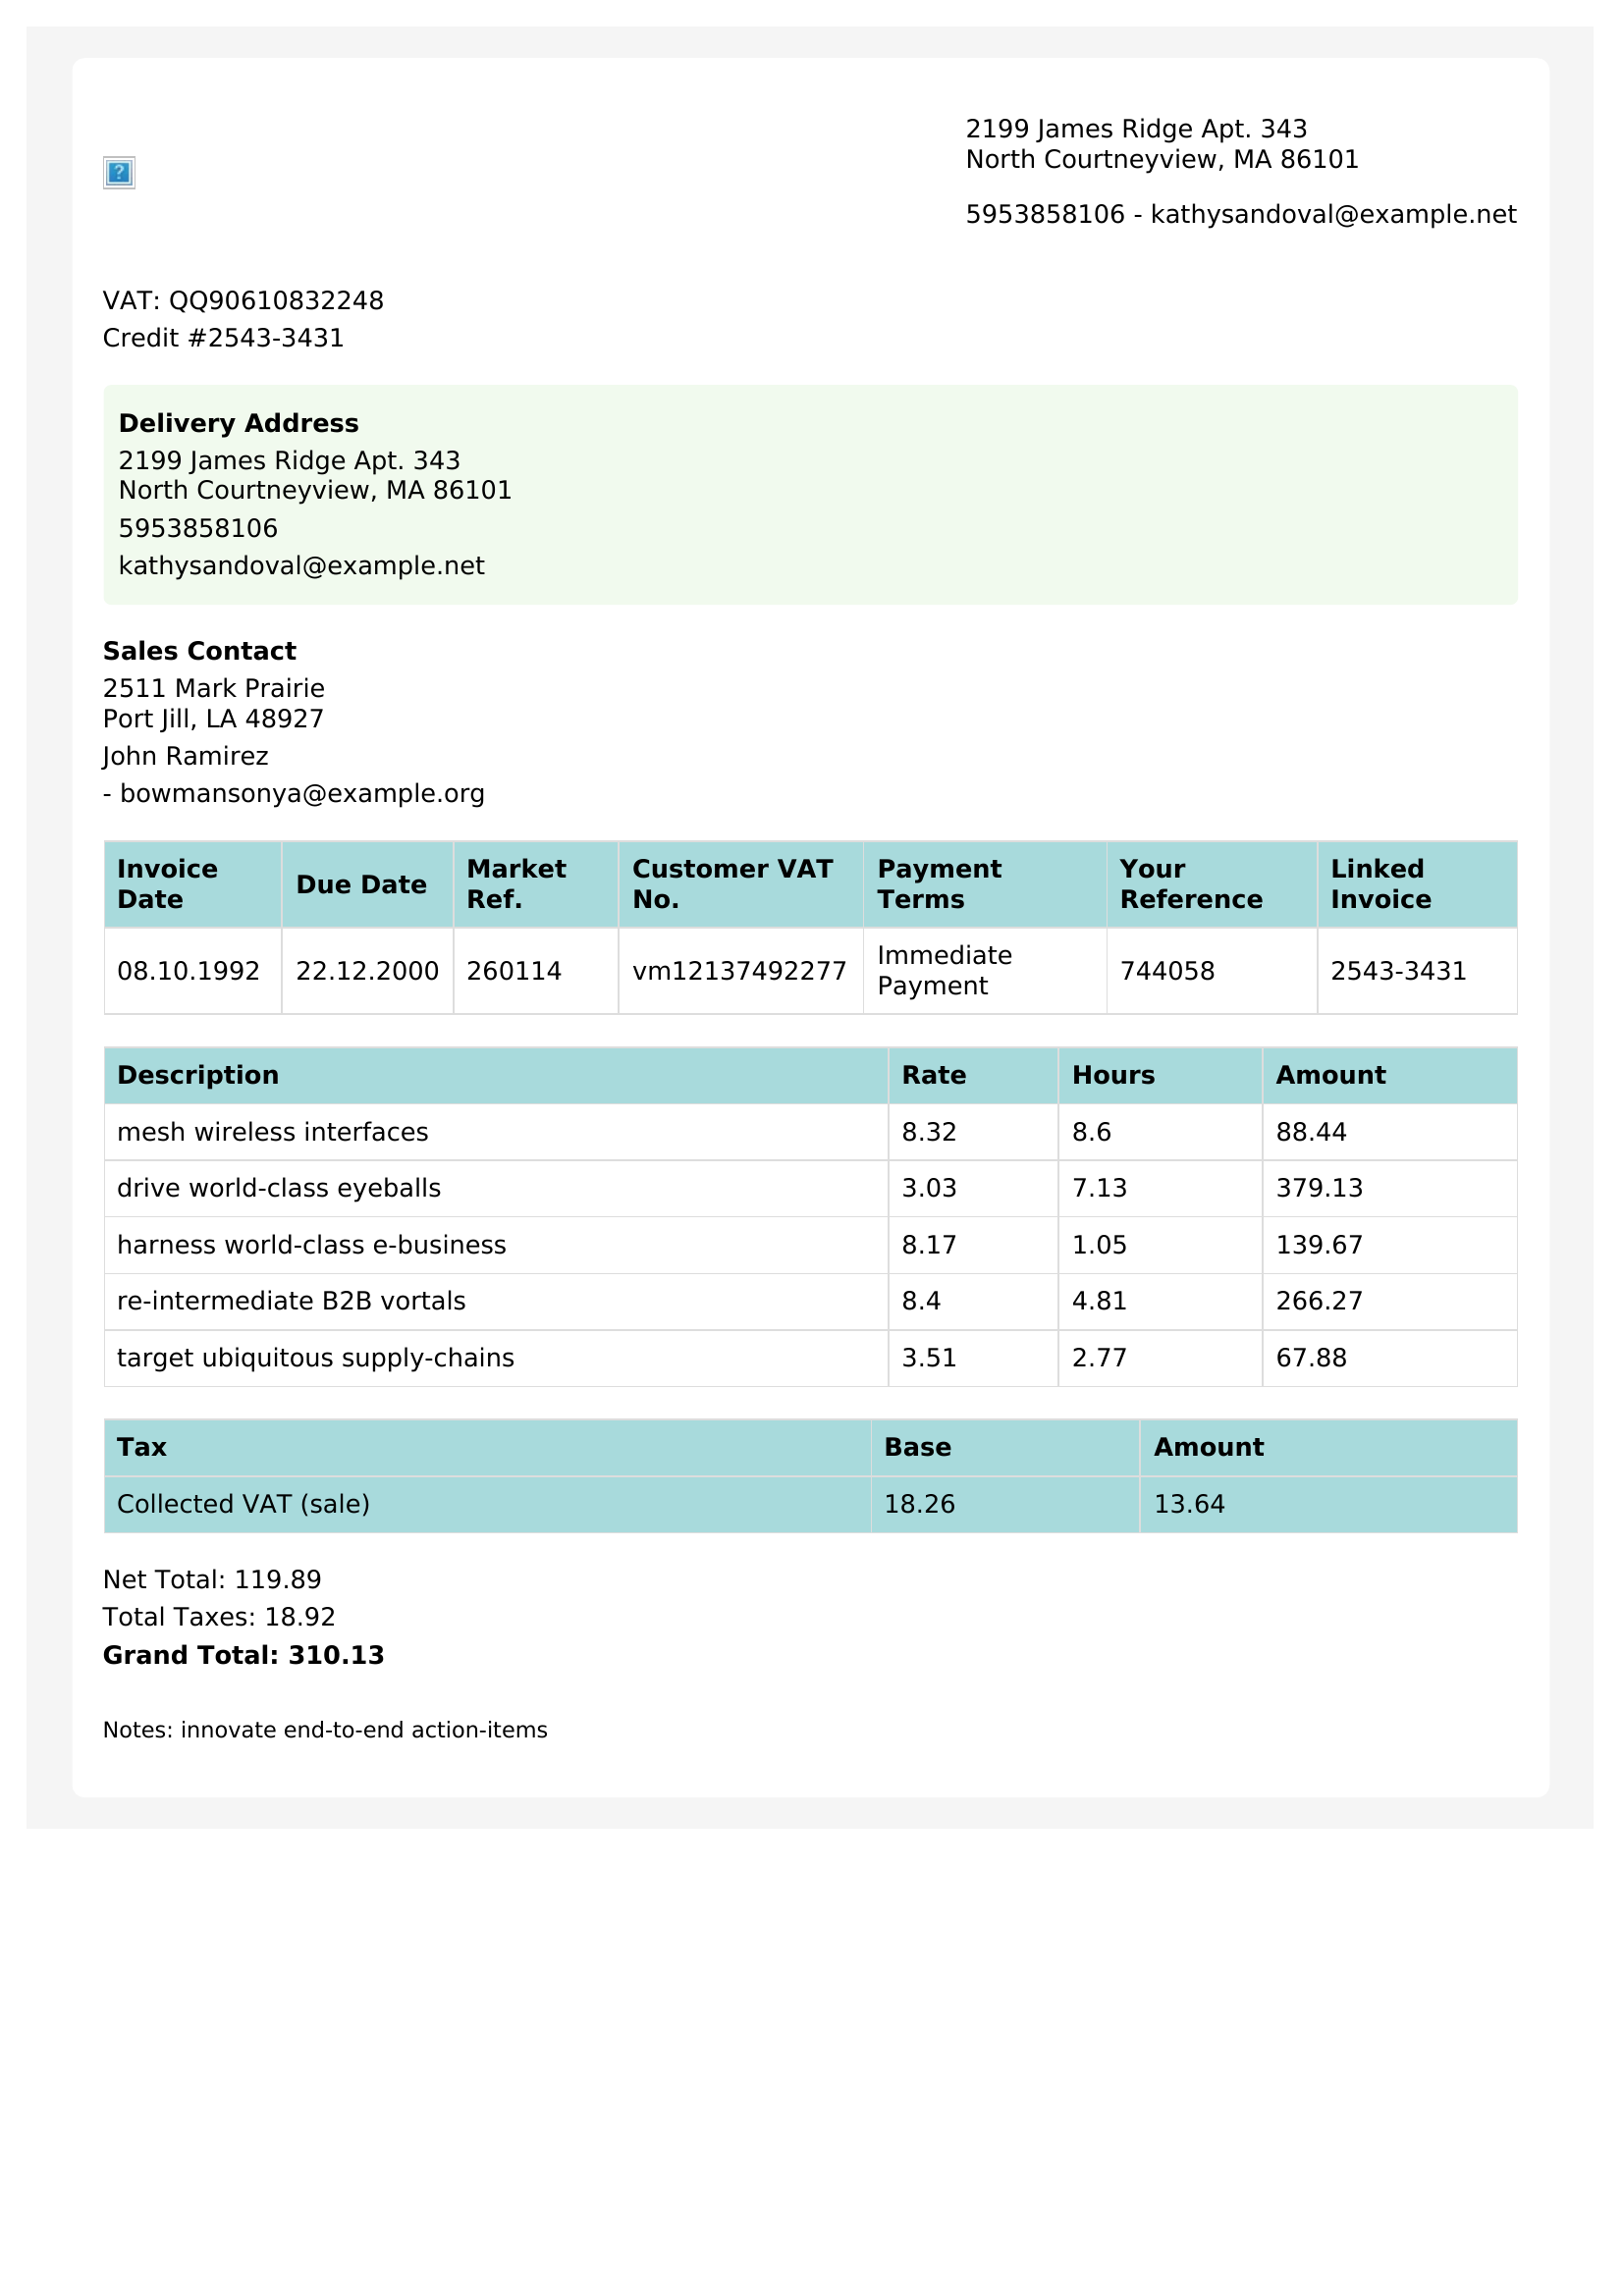 2199 James Ridge Apt. 343
North Courtneyview, MA 86101
5953858106 - kathysandoval@example.net
VAT: QQ90610832248
Credit #2543-3431
Delivery Address
2199 James Ridge Apt. 343
North Courtneyview, MA 86101
5953858106
kathysandoval@example.net
Sales Contact
2511 Mark Prairie
Port Jill, LA 48927
John Ramirez
- bowmansonya@example.org
Invoice Date Due Date Market Ref. Customer VAT No. Payment Terms Your Reference Linked Invoice
08.10.1992 22.12.2000 260114 vm12137492277 Immediate Payment 744058 2543-3431
Description Rate Hours Amount
mesh wireless interfaces 8.32 8.6 88.44
drive world-class eyeballs 3.03 7.13 379.13
harness world-class e-business 8.17 1.05 139.67
re-intermediate B2B vortals 8.4 4.81 266.27
target ubiquitous supply-chains 3.51 2.77 67.88
Tax Base Amount
Collected VAT (sale) 18.26 13.64
Net Total: 119.89
Total Taxes: 18.92
Grand Total: 310.13
Notes: innovate end-to-end action-items